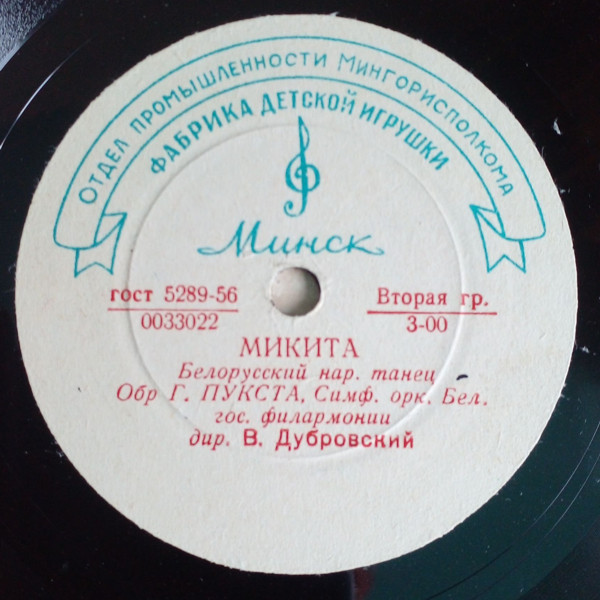 Отдел промышленности Мингорисполкома
ФАБРИКА ДЕТСКОЙ ИГРУШКИ
Минск
гост 5289-56
0033022
Вторая гр.
3-00
МИКИТА
Белорусский нар. танец
Обр Г. ПУКСТА, Симф. орк. Бел.
гос. филармонии
дир. В. Дубровский